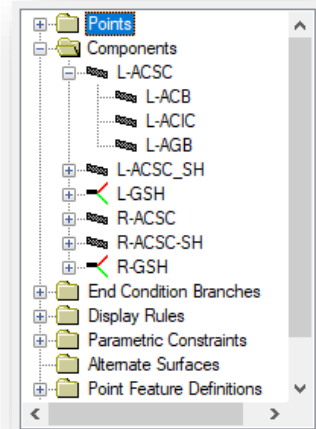 Points
Components
L-ACSC
L-ACB
L-ACIC
L-AGB
L-ACSC_SH
L-GSH
R-ACSC
R-ACSC-SH
R-GSH
End Condition Branches
Display Rules
Parametric Constraints
Alternate Surfaces
Point Feature Definitions